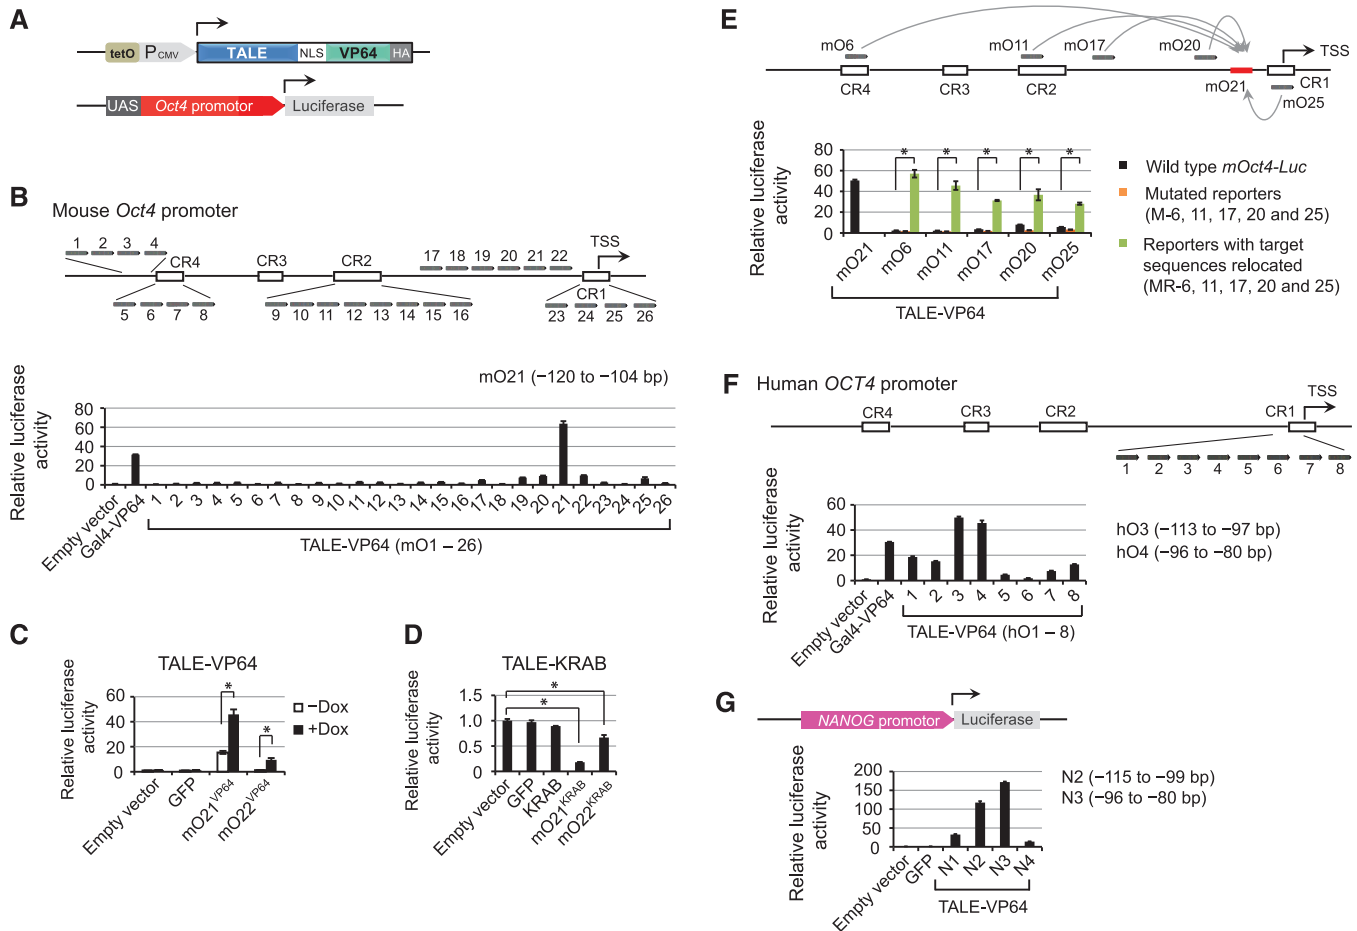 A
tetO
PCMV
TALE
NLS
VP64
HA
UAS
Oct4 promotor
Luciferase
B
Mouse Oct4 promoter
1 2 3 4
CR4
CR3
CR2
17 18 19 20 21 22
TSS
CR1
5 6 7 8
9 10 11 12 13 14 15 16
23 24 25 26
mO21 (−120 to −104 bp)
Relative luciferase
activity
80
60
40
20
0
Empty vector
Gal4-VP64
1 2 3 4 5 6 7 8 9 10 11 12 13 14 15 16 17 18 19 20 21 22 23 24 25 26
TALE-VP64 (mO1 – 26)
C
TALE-VP64
Relative luciferase
activity
60
40
20
0
*
*
−Dox
+Dox
Empty vector
GFP
mO21VP64
mO22VP64
D
TALE-KRAB
Relative luciferase
activity
1.5
1.0
0.5
0
*
*
Empty vector
GFP
KRAB
mO21KRAB
mO22KRAB
E
mO6
mO11
mO17
mO20
TSS
CR4
CR3
CR2
mO21
CR1
mO25
Relative luciferase
activity
80
60
40
20
0
* * * * *
mO21
mO6
mO11
mO17
mO20
mO25
TALE-VP64
Wild type mOct4-Luc
Mutated reporters
(M-6, 11, 17, 20 and 25)
Reporters with target
sequences relocated
(MR-6, 11, 17, 20 and 25)
F
Human OCT4 promoter
CR4
CR3
CR2
CR1
TSS
1 2 3 4 5 6 7 8
Relative luciferase
activity
60
40
20
0
hO3 (−113 to −97 bp)
hO4 (−96 to −80 bp)
Empty vector
Gal4-VP64
1 2 3 4 5 6 7 8
TALE-VP64 (hO1 – 8)
G
NANOG promotor
Luciferase
Relative luciferase
activity
200
150
100
50
0
N2 (−115 to −99 bp)
N3 (−96 to −80 bp)
Empty vector
GFP
N1
N2
N3
N4
TALE-VP64